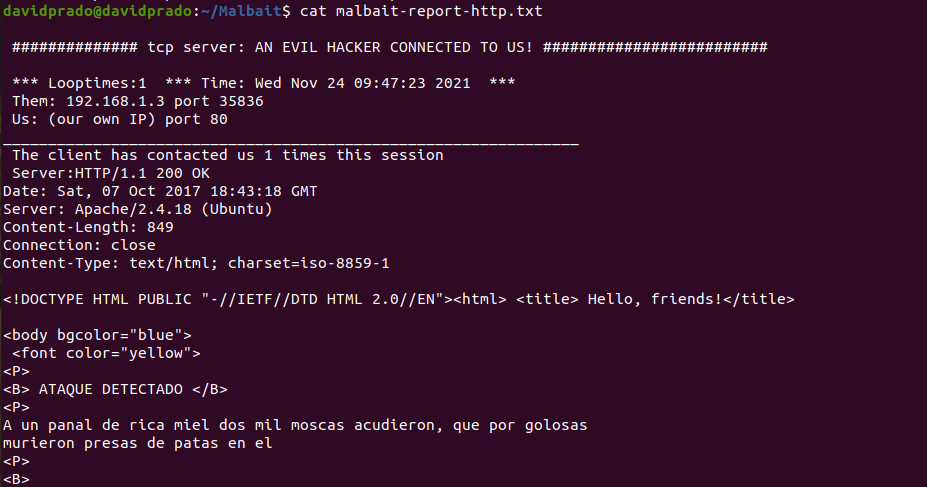 davidprado@davidprado:~/Malbait$ cat malbait-report-http.txt
############## tcp server: AN EVIL HACKER CONNECTED TO US! #########################
*** Looptimes:1  *** Time: Wed Nov 24 09:47:23 2021  ***
Them: 192.168.1.3 port 35836
Us: (our own IP) port 80
________________________________________________________________
The client has contacted us 1 times this session
Server:HTTP/1.1 200 OK
Date: Sat, 07 Oct 2017 18:43:18 GMT
Server: Apache/2.4.18 (Ubuntu)
Content-Length: 849
Connection: close
Content-Type: text/html; charset=iso-8859-1
<!DOCTYPE HTML PUBLIC "-//IETF//DTD HTML 2.0//EN"><html> <title> Hello, friends!</title>
<body bgcolor="blue">
<font color="yellow">
<P>
<B> ATAQUE DETECTADO </B>
<P>
A un panal de rica miel dos mil moscas acudieron, que por golosas
murieron presas de patas en el
<P>
<B>